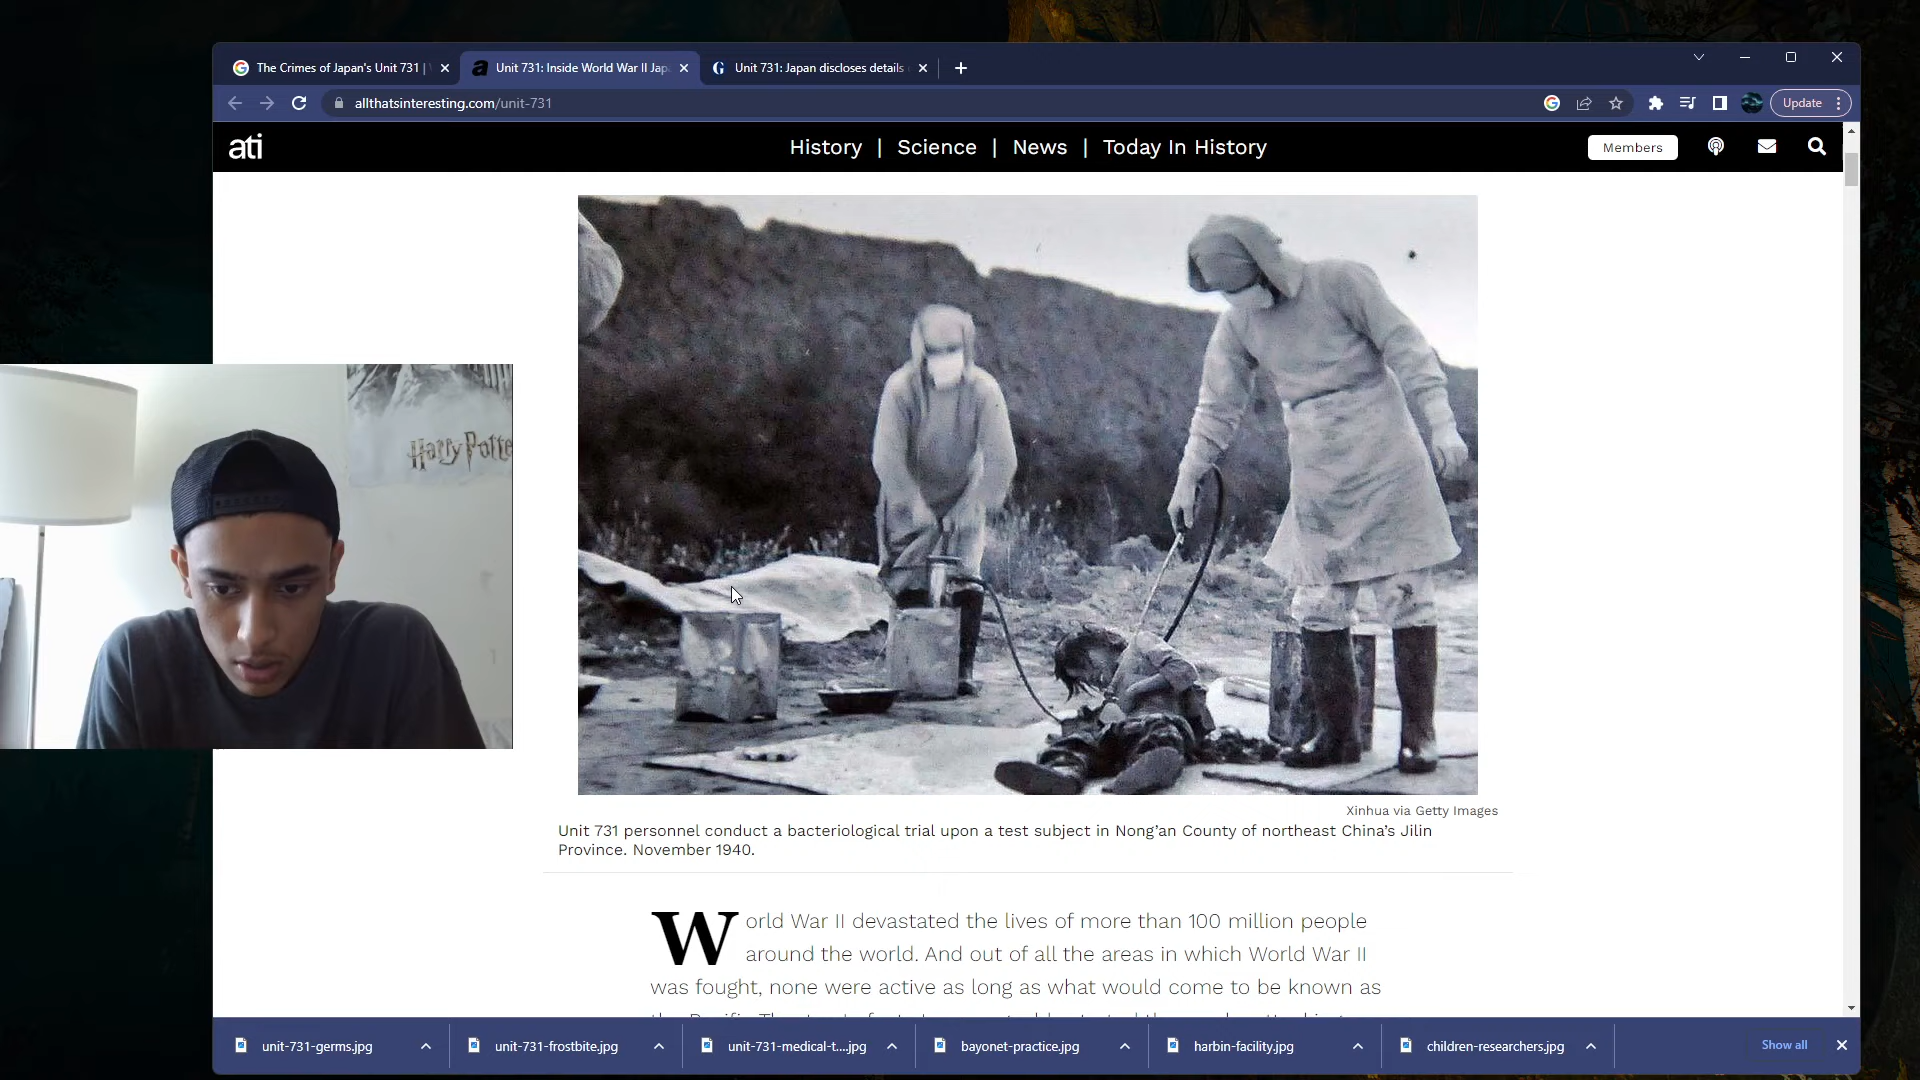 The Crimes of Japan's Unit 731 |
Unit 731: Inside World War II Jap
Unit 731: Japan discloses details
allthatsinteresting.com/unit-731
Update
ati
History | Science | News | Today In History
Members
Harry Potte
Xinhua via Getty Images
Unit 731 personnel conduct a bacteriological trial upon a test subject in Nong'an County of northeast China's Jilin
Province. November 1940.
World War II devastated the lives of more than 100 million people
around the world. And out of all the areas in which World War II
was fought, none were active as long as what would come to be known as
unit-731-germs.jpg
unit-731-frostbite.jpg
unit-731-medical-t....jpg
bayonet-practice.jpg
harbin-facility.jpg
children-researchers.jpg
Show all